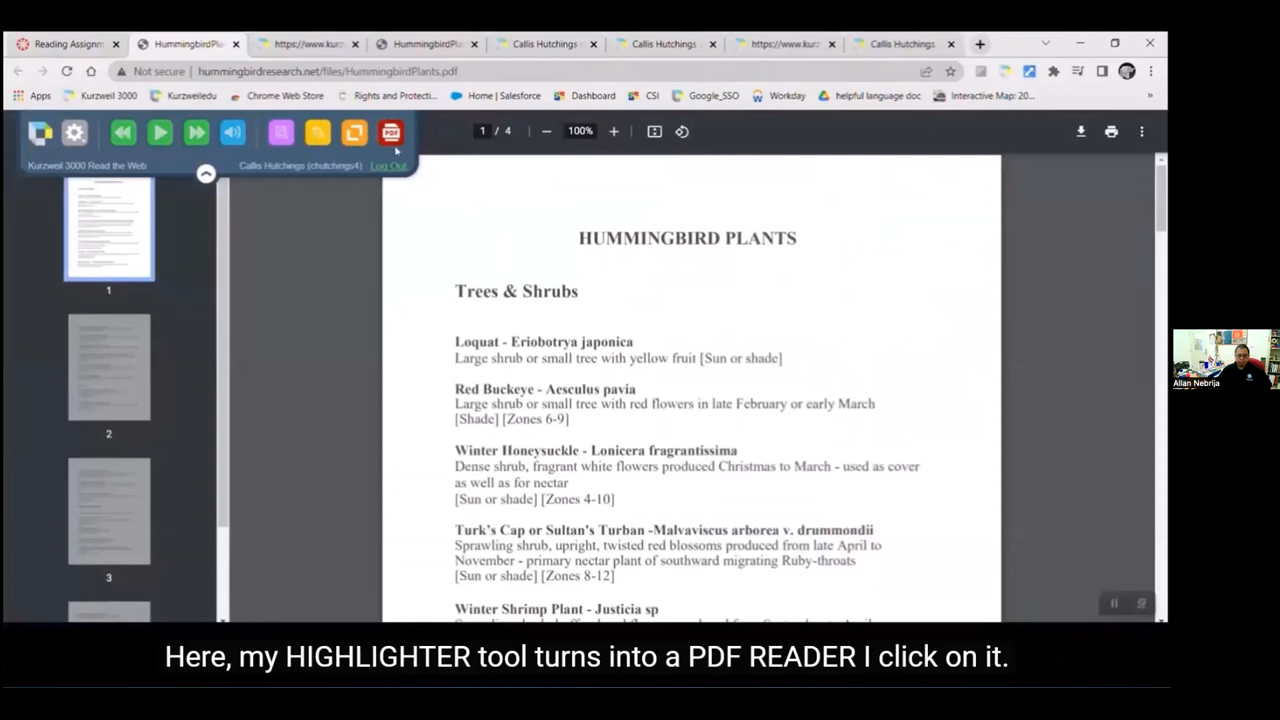 Reading Assignm
HummingbirdPla
https://www.kurz
HummingbirdPlan
Callis Hutchings
Callis Hutchings
https://www.kurz
Callis Hutchings
Not secure
hummingbirdresearch.net/files/HummingbirdPlants.pdf
Apps
Kurzweil 3000
Kurzweiledu
Chrome Web Store
Rights and Protecti...
Home | Salesforce
Dashboard
CSI
Google_SSO
Workday
helpful language doc
Interactive Map: 20...
»
PDF
Kurzweil 3000 Read the Web
Callis Hutchings (chutchings4)
Log Out
1 / 4
100%
1
2
3
HUMMINGBIRD PLANTS
Trees & Shrubs
Loquat - Eriobotrya japonica
Large shrub or small tree with yellow fruit [Sun or shade]
Red Buckeye - Aesculus pavia
Large shrub or small tree with red flowers in late February or early March
[Shade] [Zones 6-9]
Winter Honeysuckle - Lonicera fragrantissima
Dense shrub, fragrant white flowers produced Christmas to March - used as cover
as well as for nectar
[Sun or shade] [Zones 4-10]
Turk's Cap or Sultan's Turban -Malvaviscus arborea v. drummondii
Sprawling shrub, upright, twisted red blossoms produced from late April to
November - primary nectar plant of southward migrating Ruby-throats
[Sun or shade] [Zones 8-12]
Winter Shrimp Plant - Justicia sp
Allan Nebrija
Here, my HIGHLIGHTER tool turns into a PDF READER I click on it.